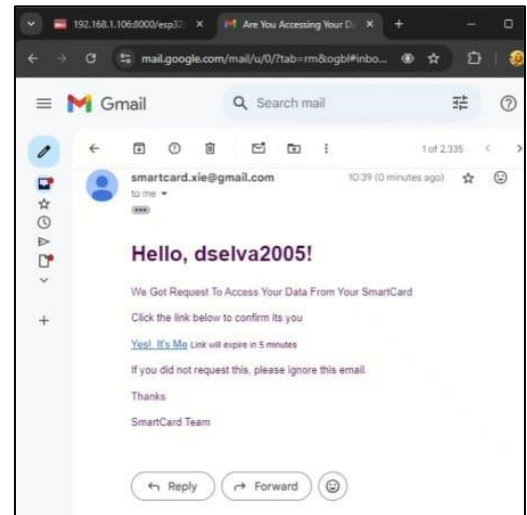 192.168.1.106:8000/esp32
Are You Accessing Your D
mail.google.com/mail/u/0/?tab=rm&ogbl#inbo...
Gmail
Search mail
1 of 2,335
smartcard.xie@gmail.com
10:39 (0 minutes ago)
to me
Hello, dselva2005!
We Got Request To Access Your Data From Your SmartCard
Click the link below to confirm its you
Yes!, It's Me Link will expire in 5 minutes
If you did not request this, please ignore this email.
Thanks
SmartCard Team
Reply
Forward